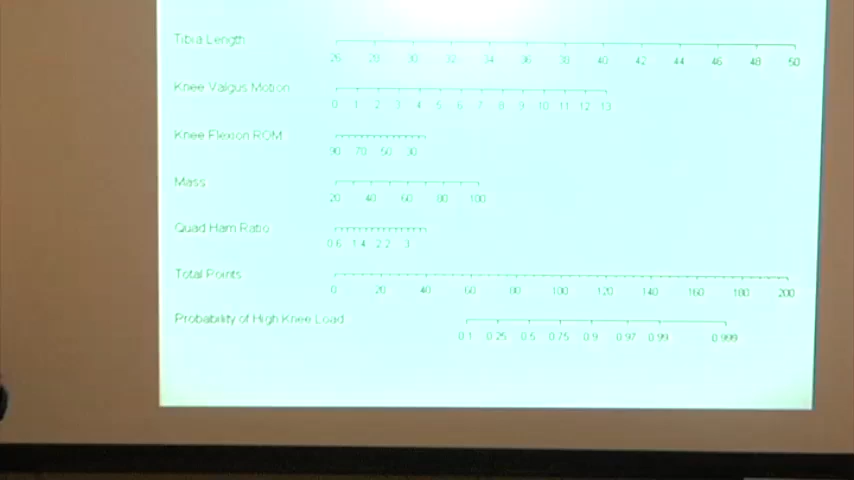 Tibia Length
26 28 30 32 34 36 38 40 42 44 46 48 50
Knee Valgus Motion
0 1 2 3 4 5 6 7 8 9 10 11 12 13
Knee Flexion ROM
90 70 50 30
Mass
20 40 60 80 100
Quad Ham Ratio
0.6 1.4 2.2 3
Total Points
0 20 40 60 80 100 120 140 160 180 200
Probability of High Knee Load
0.1 0.25 0.5 0.75 0.9 0.97 0.99 0.999